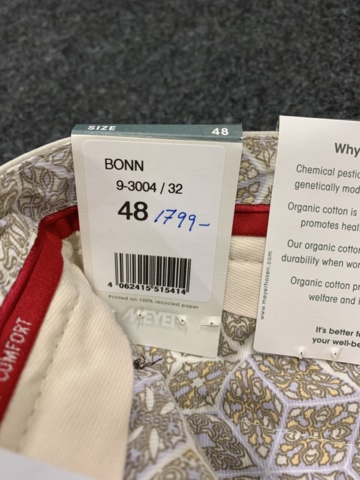 SIZE 48
BONN
9-3004 / 32
48 1799-
4 062415 515414
Printed on 100% recycled paper
MEYER
COMFORT
Why
Chemical pestic
genetically mod
Organic cotton is
promotes heal
Our organic cotton
durability when wor
Organic cotton pr
welfare and i
It's better f
your well-be
www.meyerhosen.com